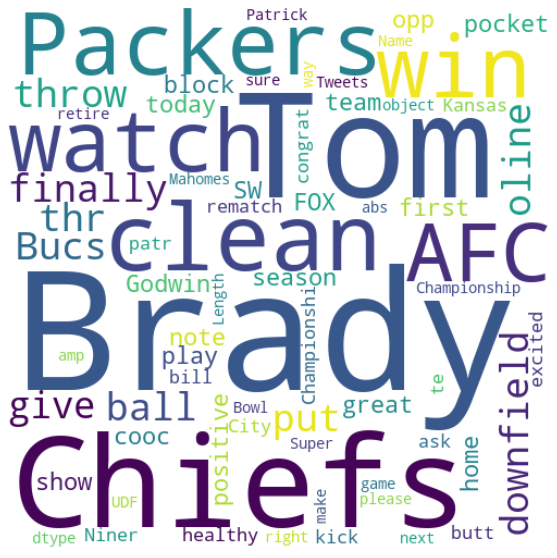 Patrick
Packers
opp
pocket
Name
win
throw
block
sure
way
Tweets
retire
today
team
object
Kansas
Tom
watch
congrat
oline
finally
Mahomes
SW
FOX
abs
first
thr
rematch
AFC
Bucs
patr
clean
Godwin
season
Length
Championship
Brady
amp
note
play
bill
Championshi
te
excited
downfield
give
ball
positive
Bowl
City
put
great
cooc
Super
ask
home
Chiefs
show
UDF
make
game
please
dtype
Niner
healthy
right
kick
next
butt